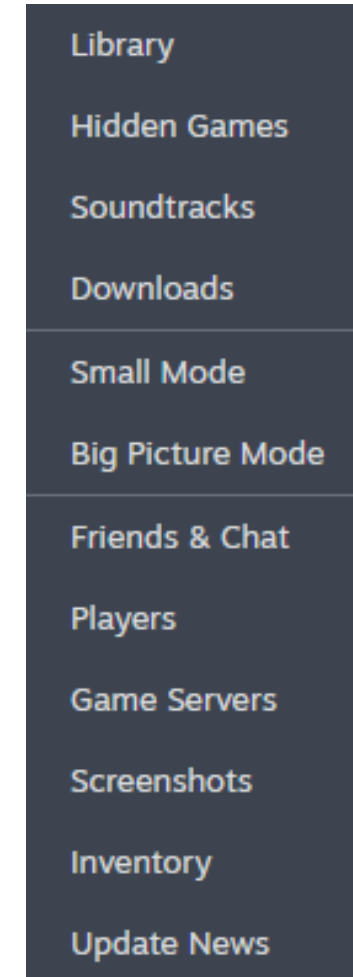 Library
Hidden Games
Soundtracks
Downloads
Small Mode
Big Picture Mode
Friends & Chat
Players
Game Servers
Screenshots
Inventory
Update News